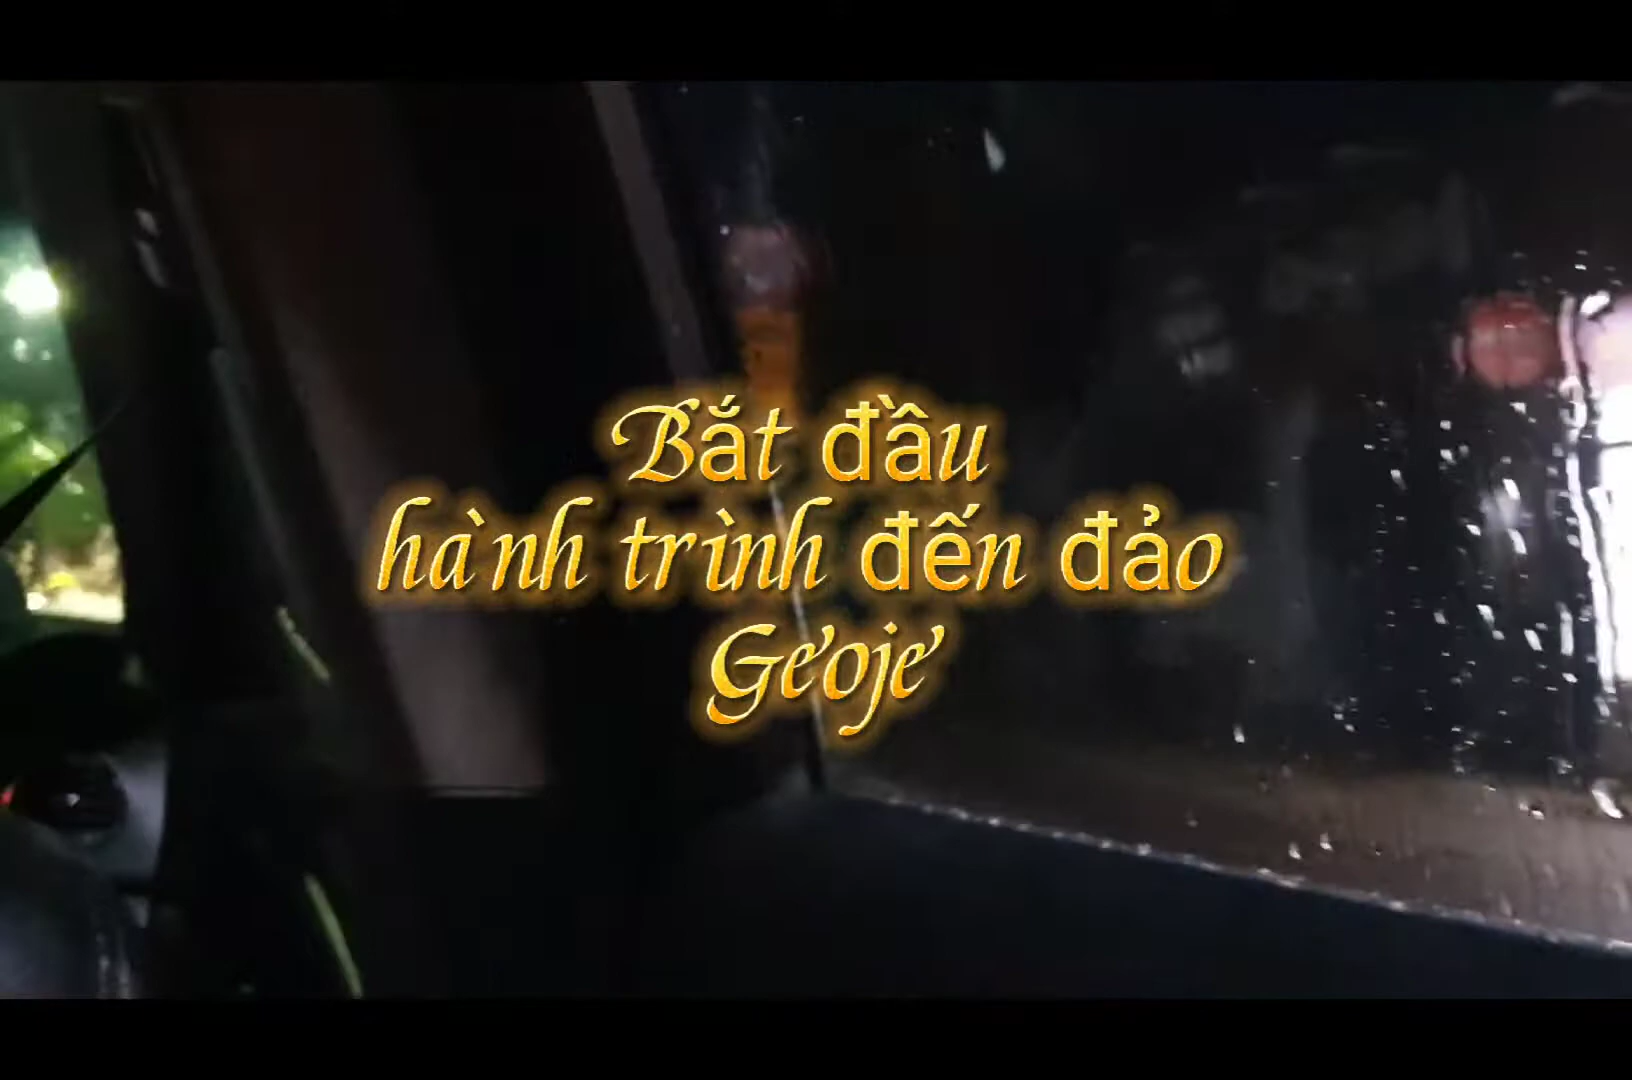 Bắt đầu
hành trình đến đảo
Geoje